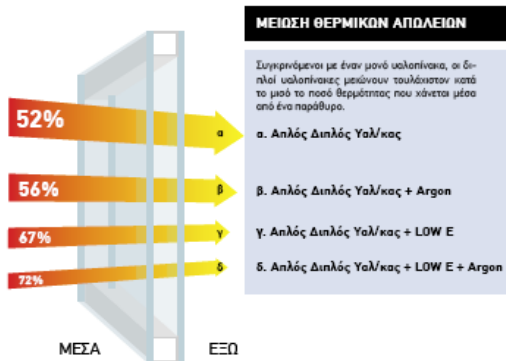 ΜΕΙΩΣΗ ΘΕΡΜΙΚΩΝ ΑΠΩΛΕΙΩΝ
Συγκρινόμενοι με έναν μονό υαλοπίνακα, οι δι-
πλοί υαλοπίνακες μειώνουν τουλάχιστον κατά
το μισό το ποσό θερμότητας που χάνεται μέσα
από ένα παράθυρο.
52%
α
α. Απλός Διπλός Υαλ/κας
56%
β
β. Απλός Διπλός Υαλ/κας + Argon
67%
γ
γ. Απλός Διπλός Υαλ/κας + LOW E
72%
δ
δ. Απλός Διπλός Υαλ/κας + LOW E + Argon
ΜΕΣΑ
ΕΞΩ